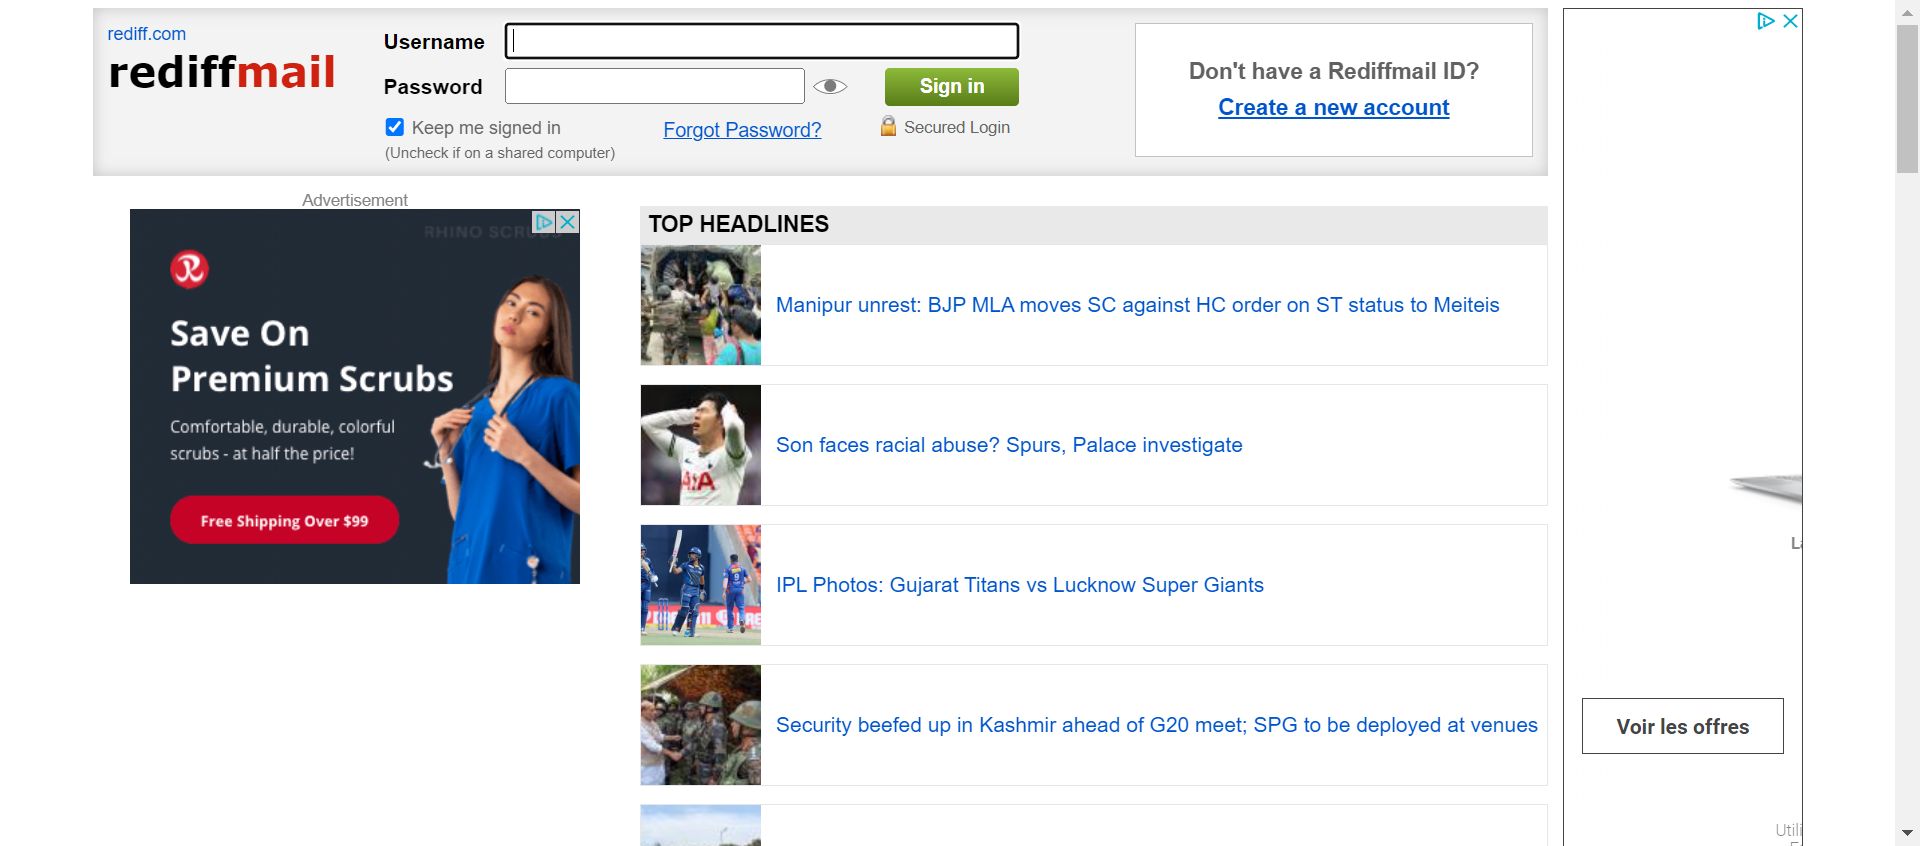 rediff.com
rediffmail
Username
Password
Sign in
Keep me signed in
(Uncheck if on a shared computer)
Forgot Password?
Secured Login
Don't have a Rediffmail ID?
Create a new account
Advertisement
RHINO SCRUBS
Save On
Premium Scrubs
Comfortable, durable, colorful
scrubs - at half the price!
Free Shipping Over $99
TOP HEADLINES
Manipur unrest: BJP MLA moves SC against HC order on ST status to Meiteis
AIA
Son faces racial abuse? Spurs, Palace investigate
IPL Photos: Gujarat Titans vs Lucknow Super Giants
Security beefed up in Kashmir ahead of G20 meet; SPG to be deployed at venues
Voir les offres
Utili